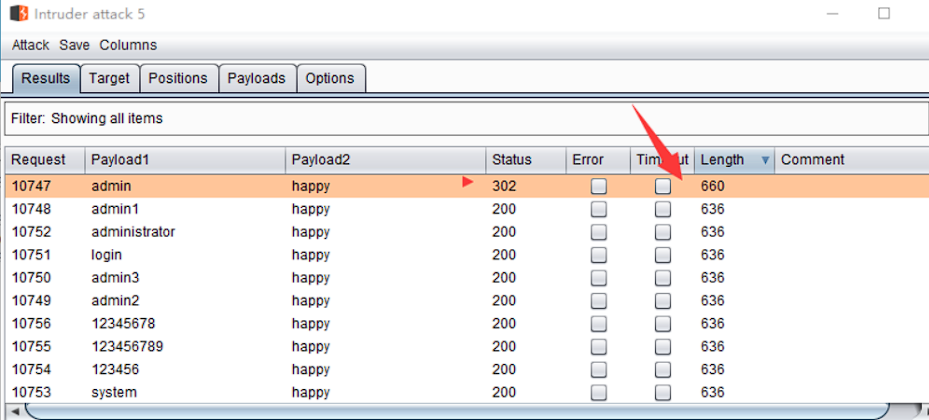 Intruder attack 5
Attack Save Columns
Results Target Positions Payloads Options
Filter: Showing all items
Request Payload1 Payload2 Status Error Length Comment
10747 admin happy 302 660
10748 admin1 happy 200 636
10752 administrator happy 200 636
10751 login happy 200 636
10750 admin3 happy 200 636
10749 admin2 happy 200 636
10756 12345678 happy 200 636
10755 123456789 happy 200 636
10754 123456 happy 200 636
10753 system happy 200 636